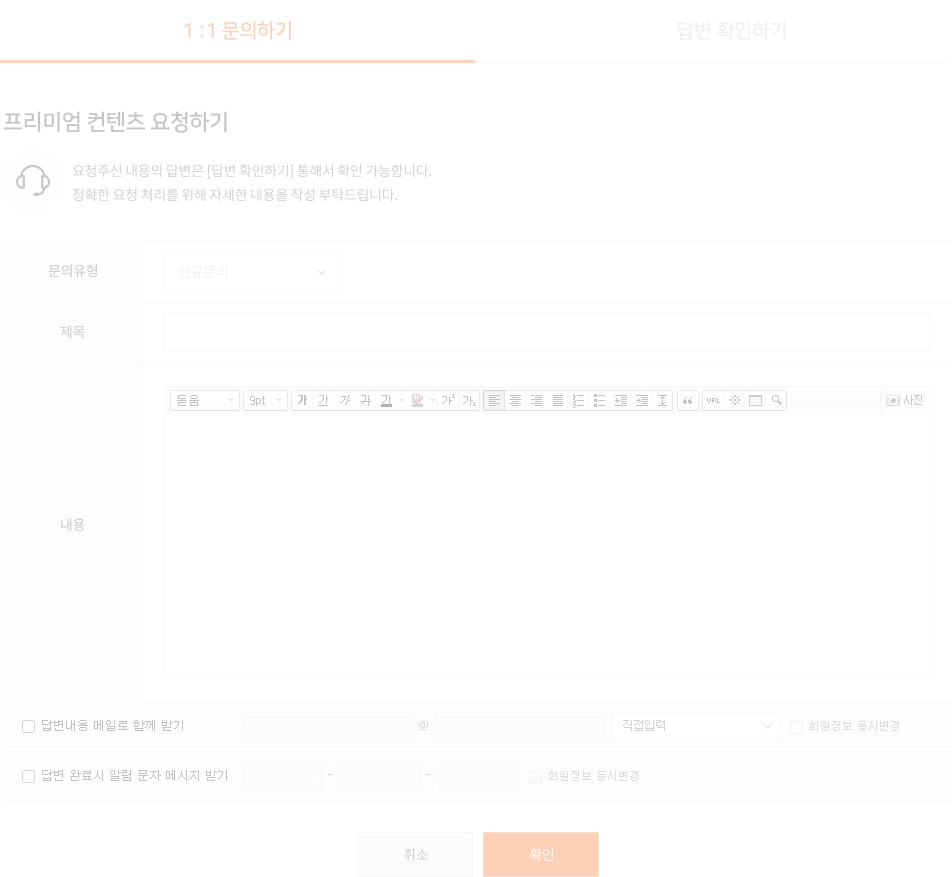 1 :1 문의하기
답변 확인하기
프리미엄 컨텐츠 요청하기
요청주신 내용의 답변은 [답변 확인하기] 통해서 확인 가능합니다.
정확한 요청 처리를 위해 자세한 내용을 작성 부탁드립니다.
문의유형
신규문의
제목
내용
돋움 9pt 가 가 가 가 가 가² 가₂ URL ※ 사진
답변내용 메일로 함께 받기 @ 직접입력 회원정보 동시변경
답변 완료시 알림 문자 메시지 받기 - - 회원정보 동시변경
취소 확인